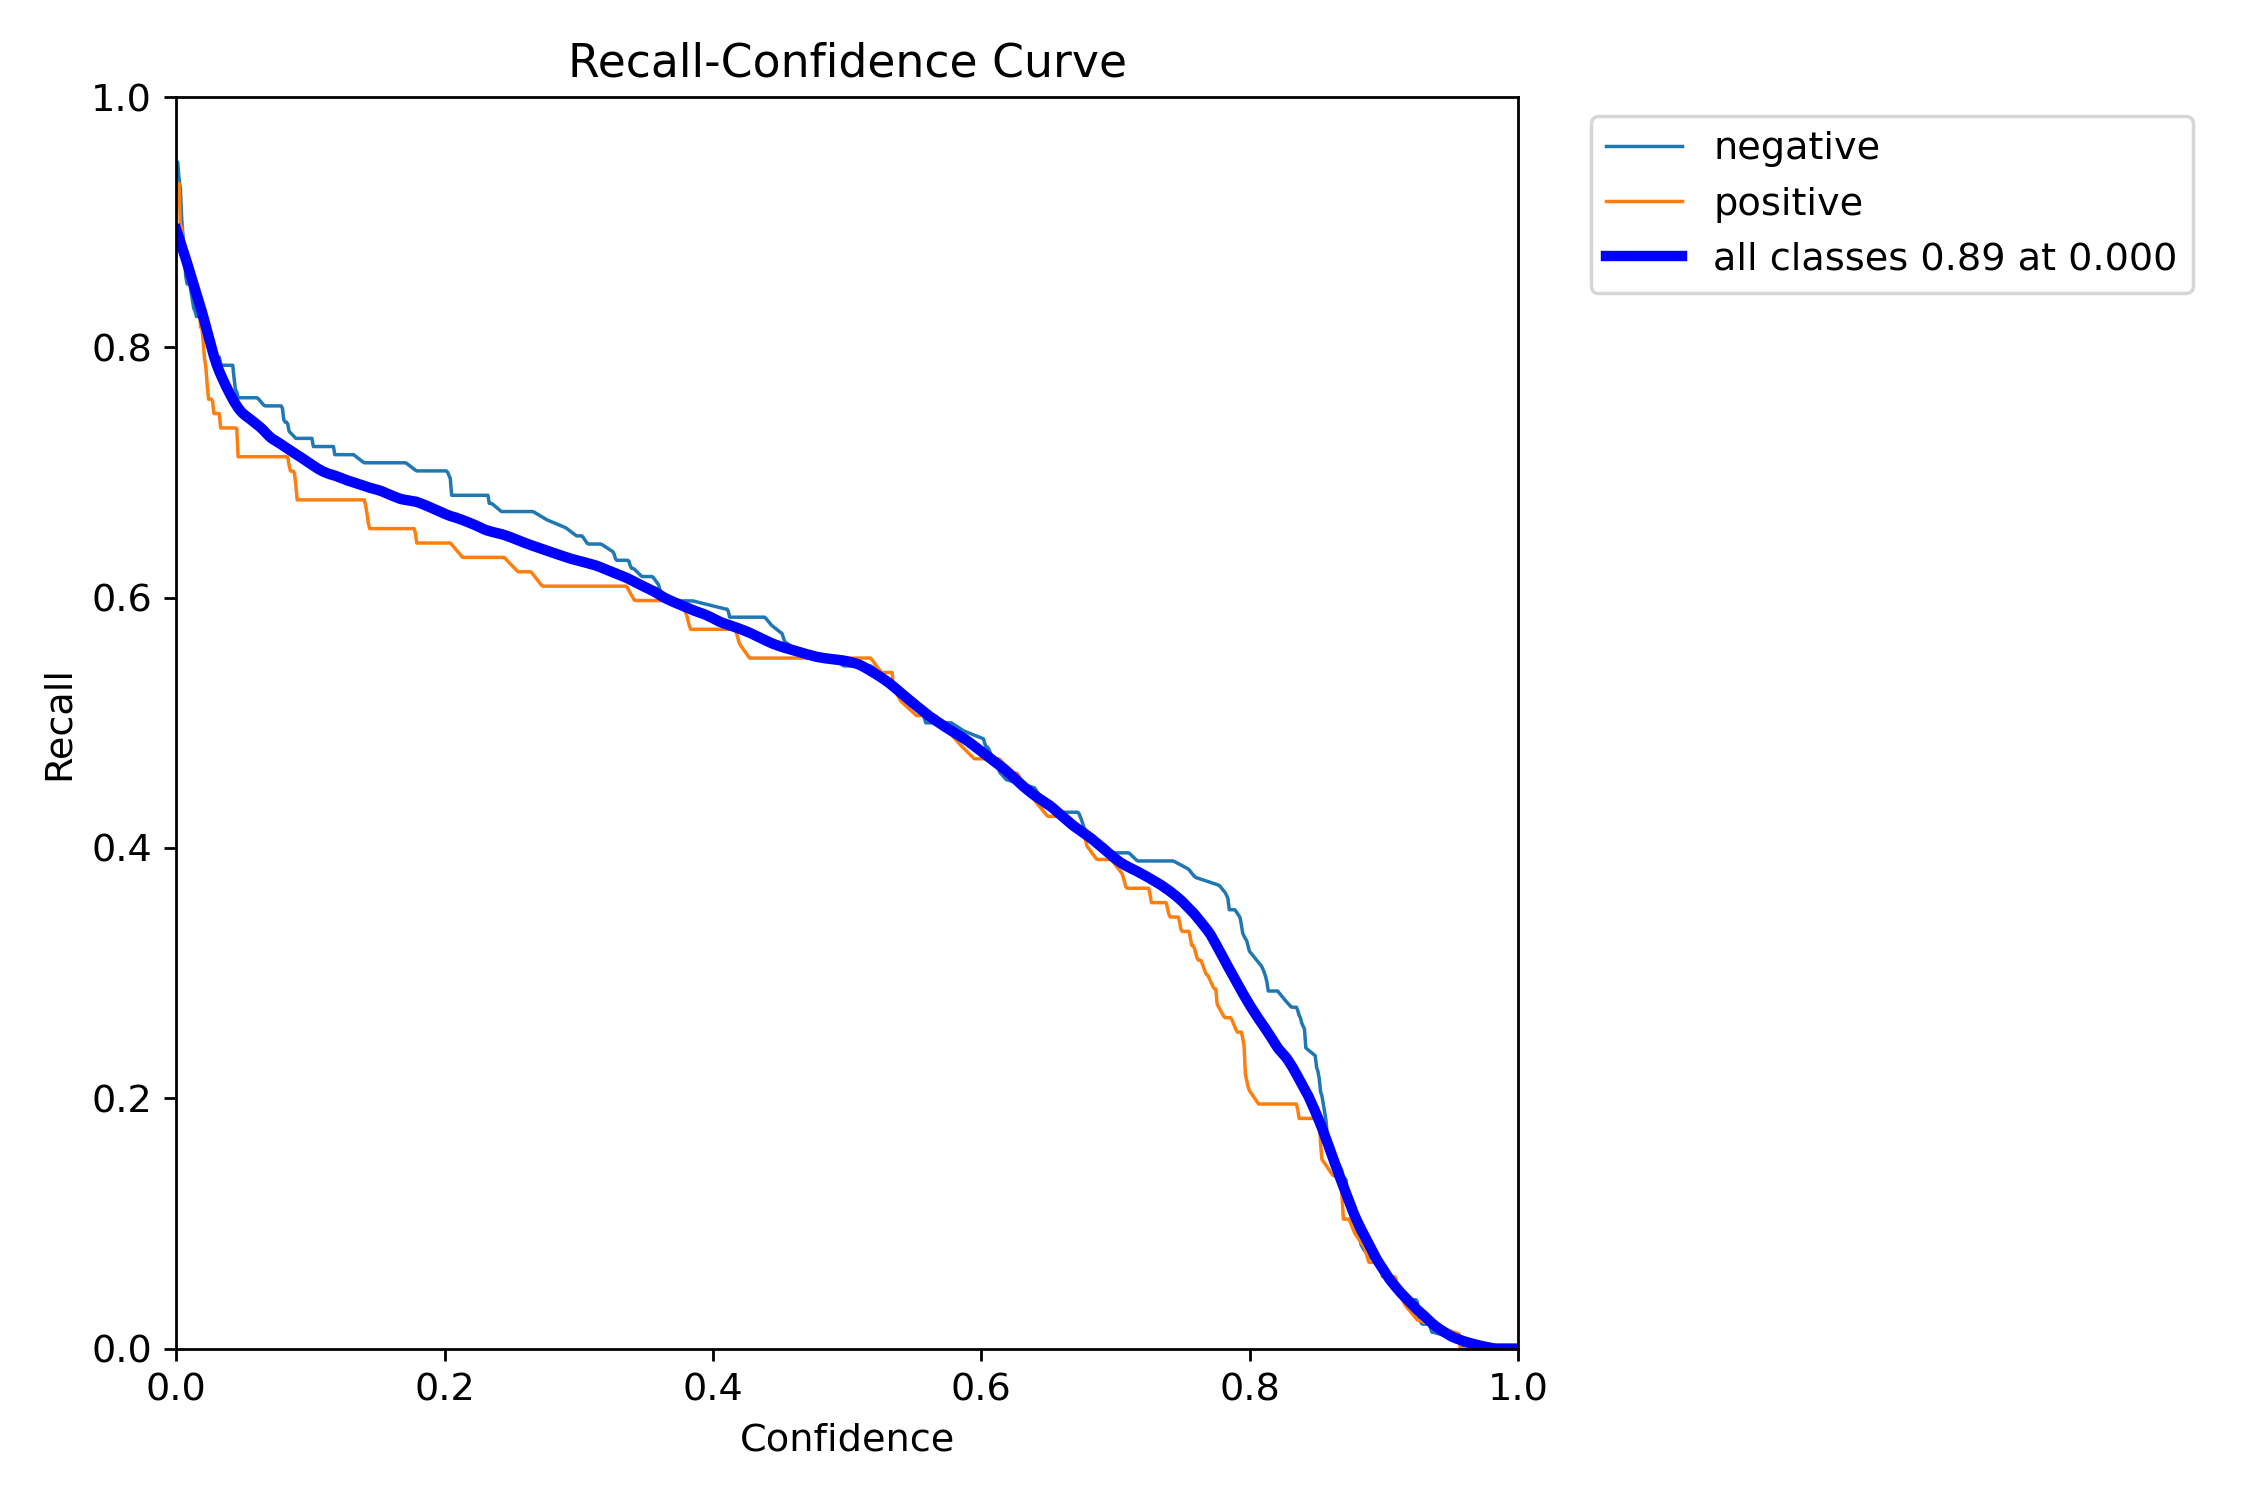 Recall-Confidence Curve
1.0
0.8
0.6
0.4
0.2
0.0
Recall
0.0 0.2 0.4 0.6 0.8 1.0
Confidence
negative
positive
all classes 0.89 at 0.000